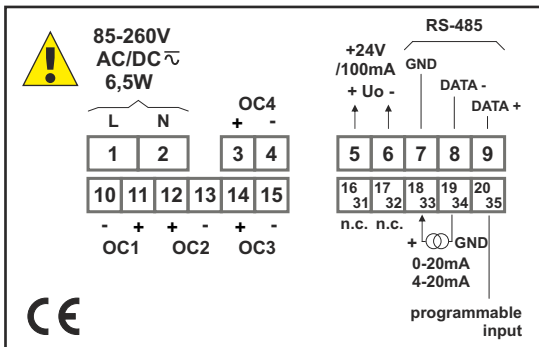 85-260V
AC/DC
6,5W
L N
OC4
+ -
1 2 3 4
10 11 12 13 14 15
- + + - + -
OC1 OC2 OC3
RS-485
+24V
/100mA
GND
+ Uo -
DATA -
DATA +
5 6 7 8 9
16 17 18 19 20
31 32 33 34 35
n.c. n.c.
+ GND
0-20mA
4-20mA
programmable
input
CE